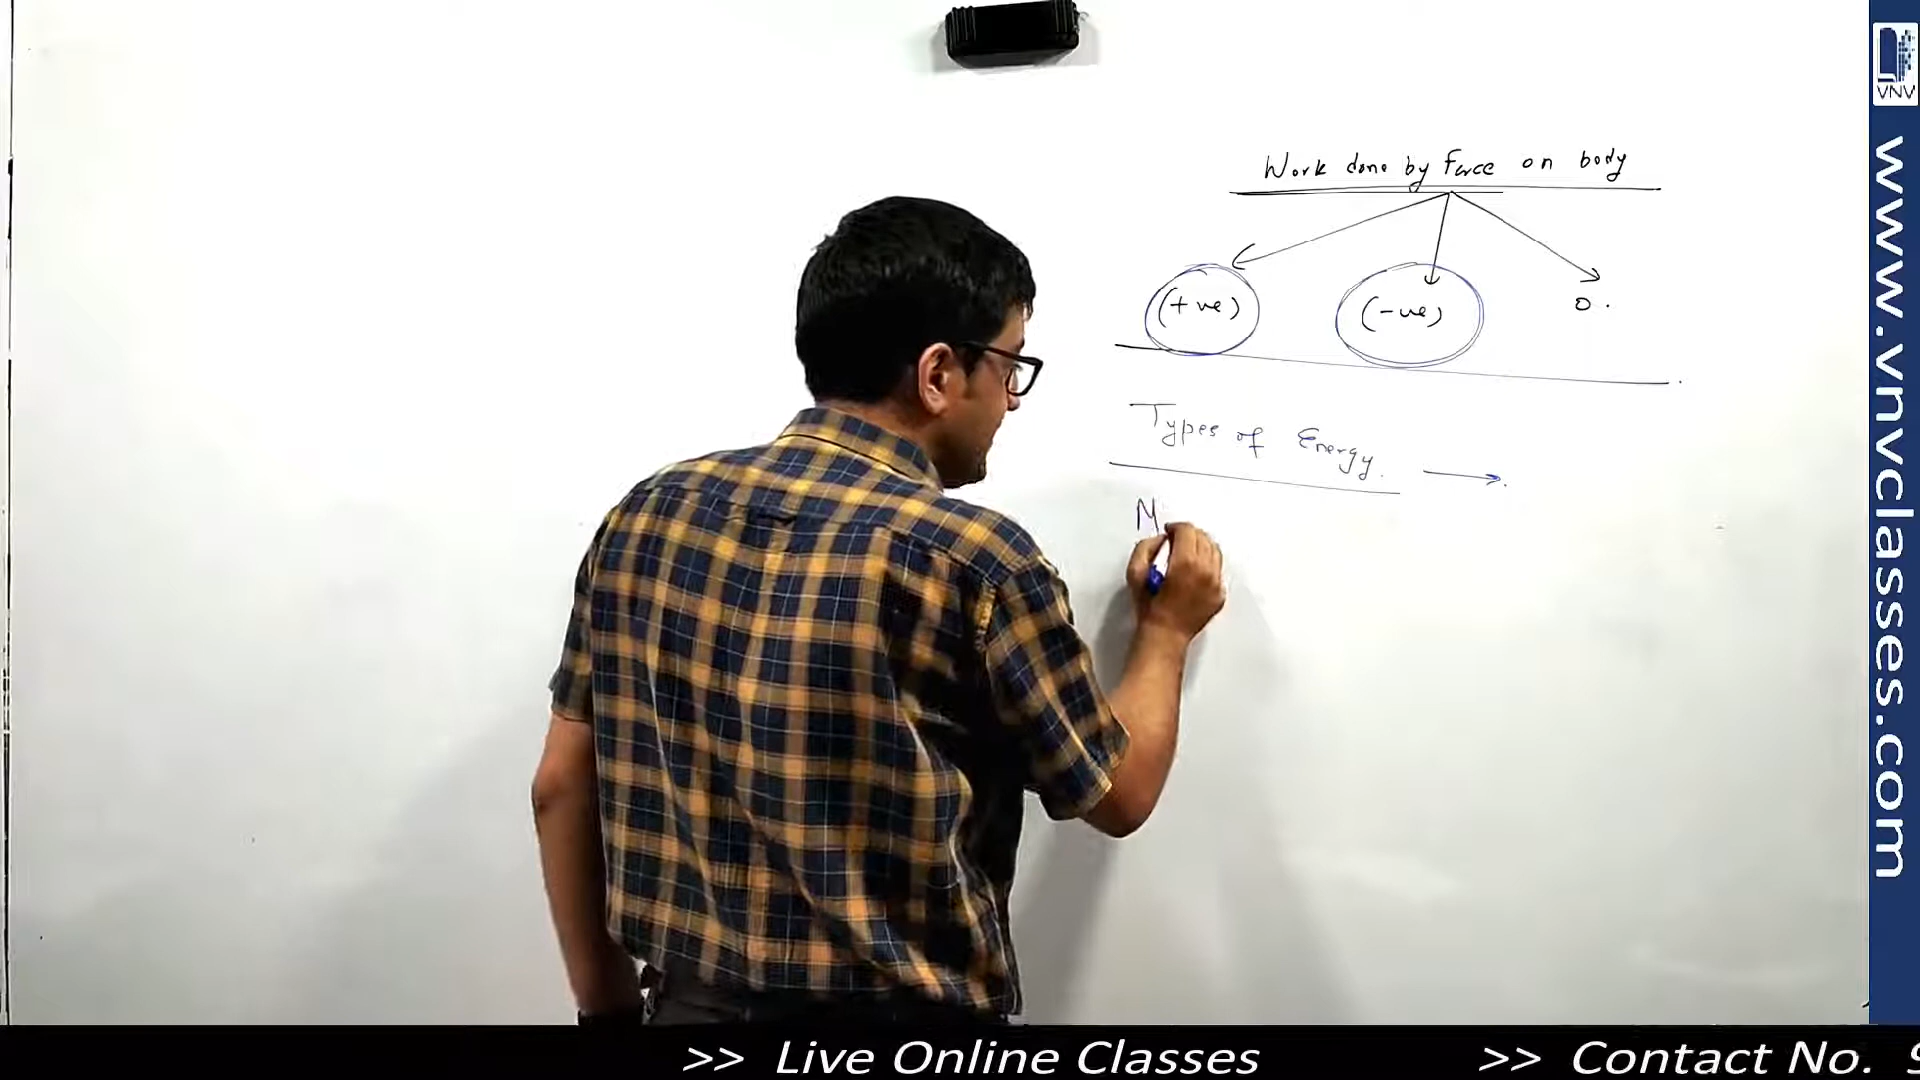 Work done by Force on body
(+ve) (-ve) 0.
Types of Energy.
M
VNV
www.vnvclasses.com
>> Live Online Classes >> Contact No. 9